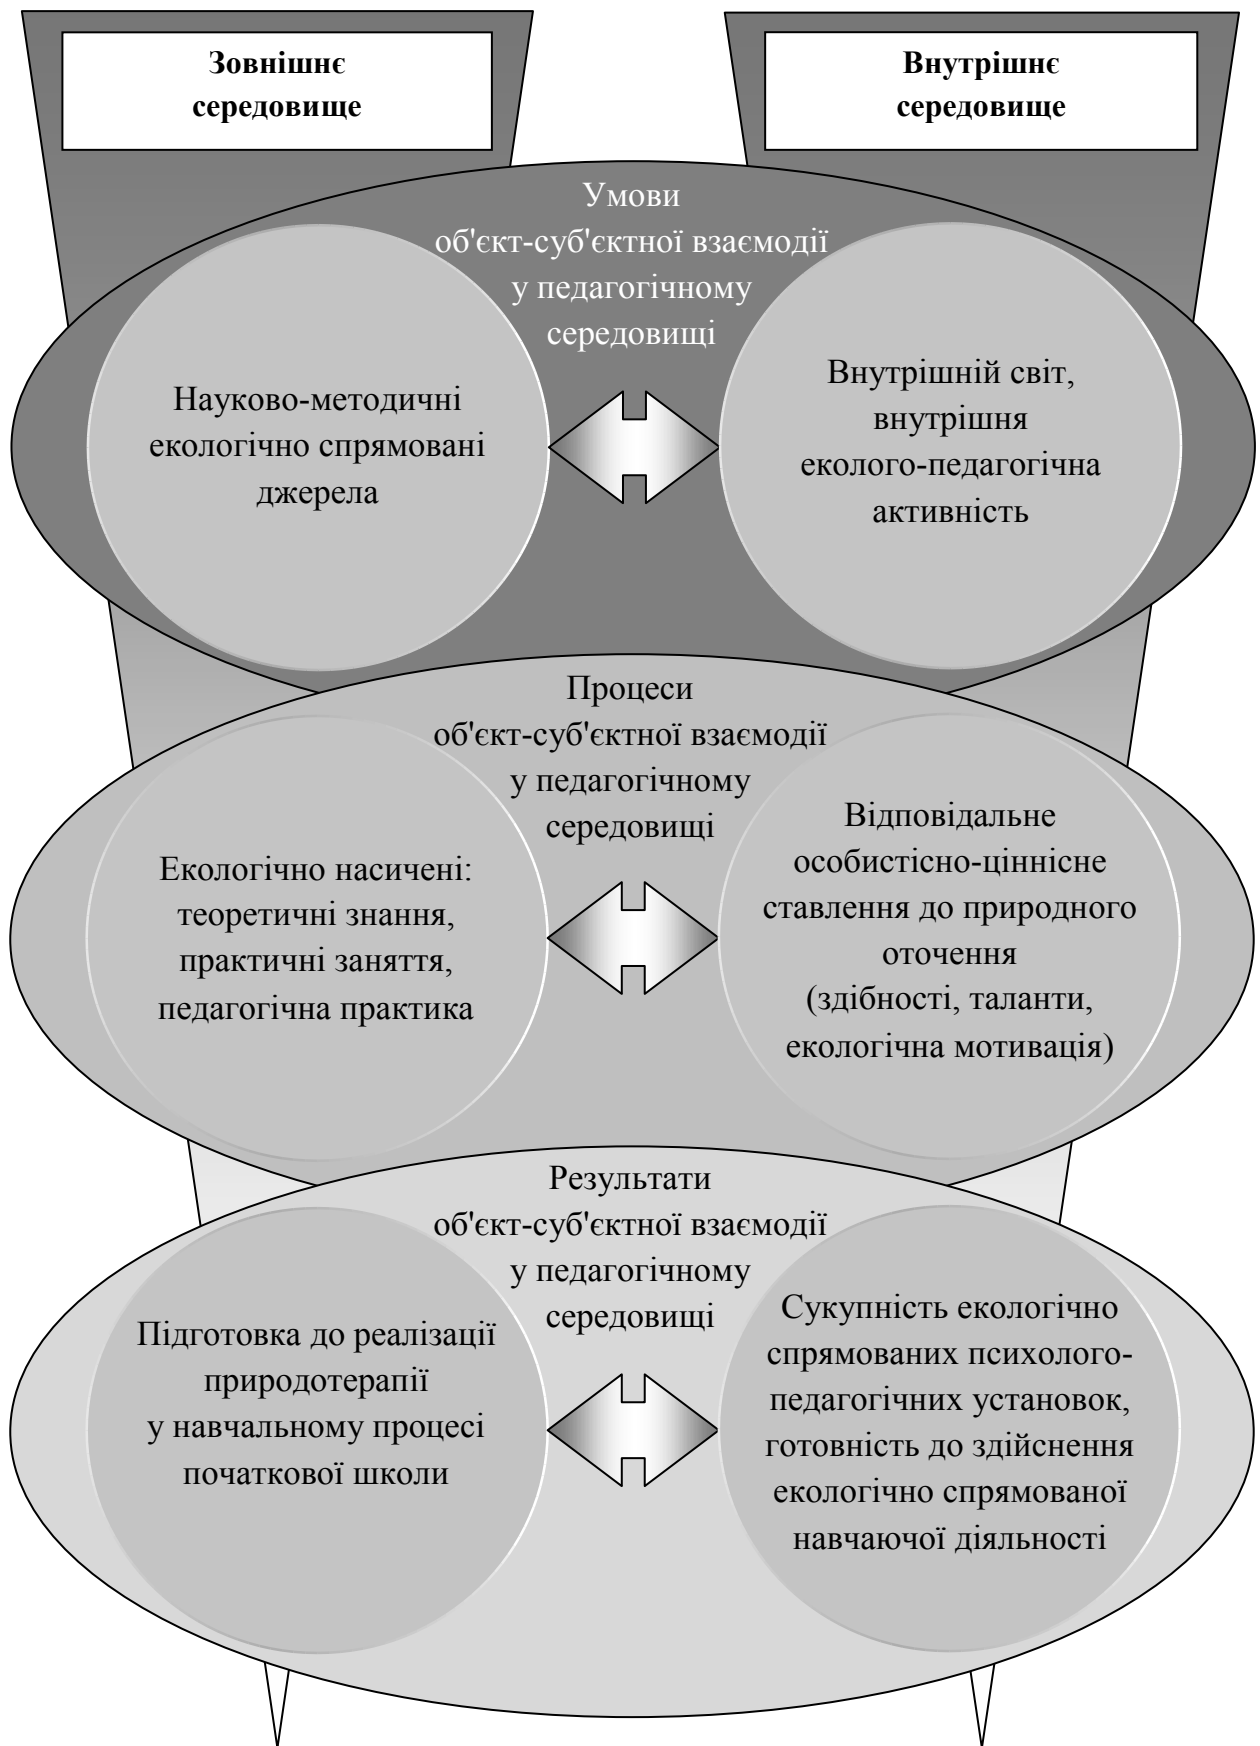 Зовнішнє
середовище
Внутрішнє
середовище
Умови
об'єкт-суб'єктної взаємодії
у педагогічному
середовищі
Науково-методичні
екологічно спрямовані
джерела
Внутрішній світ,
внутрішня
еколого-педагогічна
активність
Процеси
об'єкт-суб'єктної взаємодії
у педагогічному
середовищі
Екологічно насичені:
теоретичні знання,
практичні заняття,
педагогічна практика
Відповідальне
особистісно-ціннісне
ставлення до природного
оточення
(здібності, таланти,
екологічна мотивація)
Результати
об'єкт-суб'єктної взаємодії
у педагогічному
середовищі
Підготовка до реалізації
природотерапії
у навчальному процесі
початкової школи
Сукупність екологічно
спрямованих психолого-
педагогічних установок,
готовність до здійснення
екологічно спрямованої
навчаючої діяльності